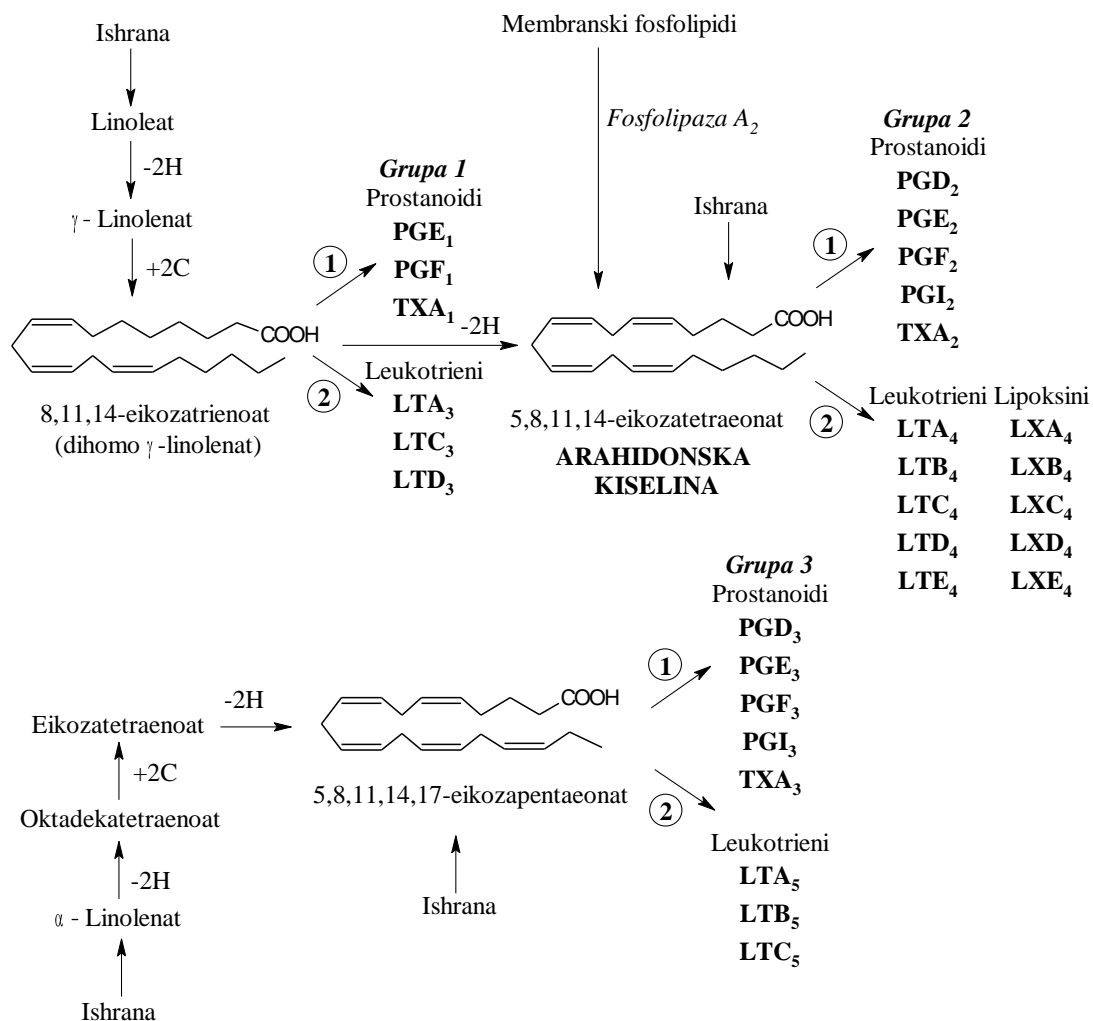 Ishrana
Linoleat
-2H
γ - Linolenat
+2C
COOH
8,11,14-eikozatrienoat
(dihomo γ-linolenat)
Grupa 1
Prostanoidi
PGE1
PGF1
TXA1
1
-2H
2
Leukotrieni
LTA3
LTC3
LTD3
Membranski fosfolipidi
Fosfolipaza A2
Ishrana
COOH
5,8,11,14-eikozatetraeonat
ARAHIDONSKA
KISELINA
1
2
Grupa 2
Prostanoidi
PGD2
PGE2
PGF2
PGI2
TXA2
Leukotrieni Lipoksini
LTA4 LXA4
LTB4 LXB4
LTC4 LXC4
LTD4 LXD4
LTE4 LXE4
Eikozatetraenoat
-2H
+2C
Oktadekatetraenoat
-2H
α - Linolenat
Ishrana
COOH
5,8,11,14,17-eikozapentaeonat
Ishrana
1
2
Grupa 3
Prostanoidi
PGD3
PGE3
PGF3
PGI3
TXA3
Leukotrieni
LTA5
LTB5
LTC5